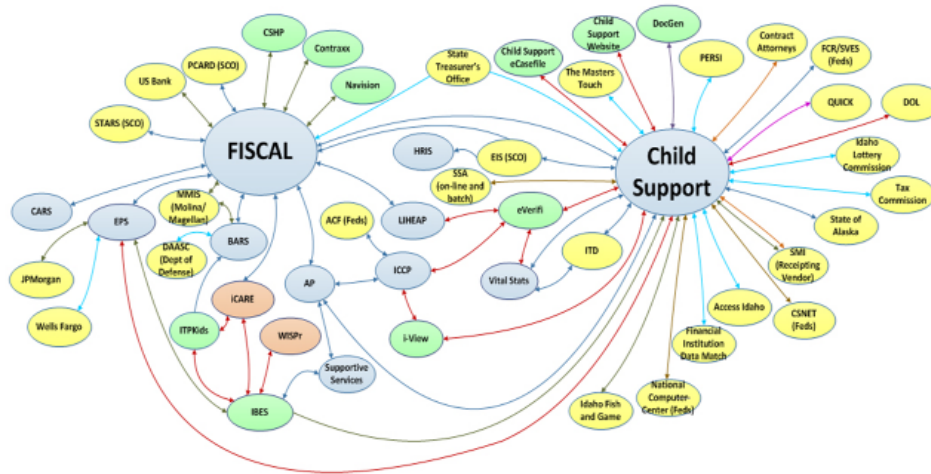 CSHP
Contraxx
PCARD (SCO)
US Bank
Navision
STARS (SCO)
FISCAL
State
Treasurer's
Office
Child Support
eCasefile
Child
Support
Website
DocGen
The Masters
Touch
PERSI
Contract
Attorneys
FCR/SVES
(Feds)
QUICK
DOL
HRIS
EIS (SCO)
SSA
(on-line and
batch)
Child
Support
Idaho
Lottery
Commission
Tax
Commission
State of
Alaska
CARS
EPS
MMIS
(Molina/
Magellan)
BARS
DAASC
(Dept of
Defense)
LIHEAP
ACF (Feds)
eVerifi
ITD
JPMorgan
AP
ICCP
Vital Stats
SMI
(Receipting
Vendor)
Wells Fargo
iCARE
ITPKids
WISPr
i-View
Access Idaho
CSNET
(Feds)
Financial
Institution
Data Match
Supportive
Services
IBES
Idaho Fish
and Game
National
Computer-
Center (Feds)